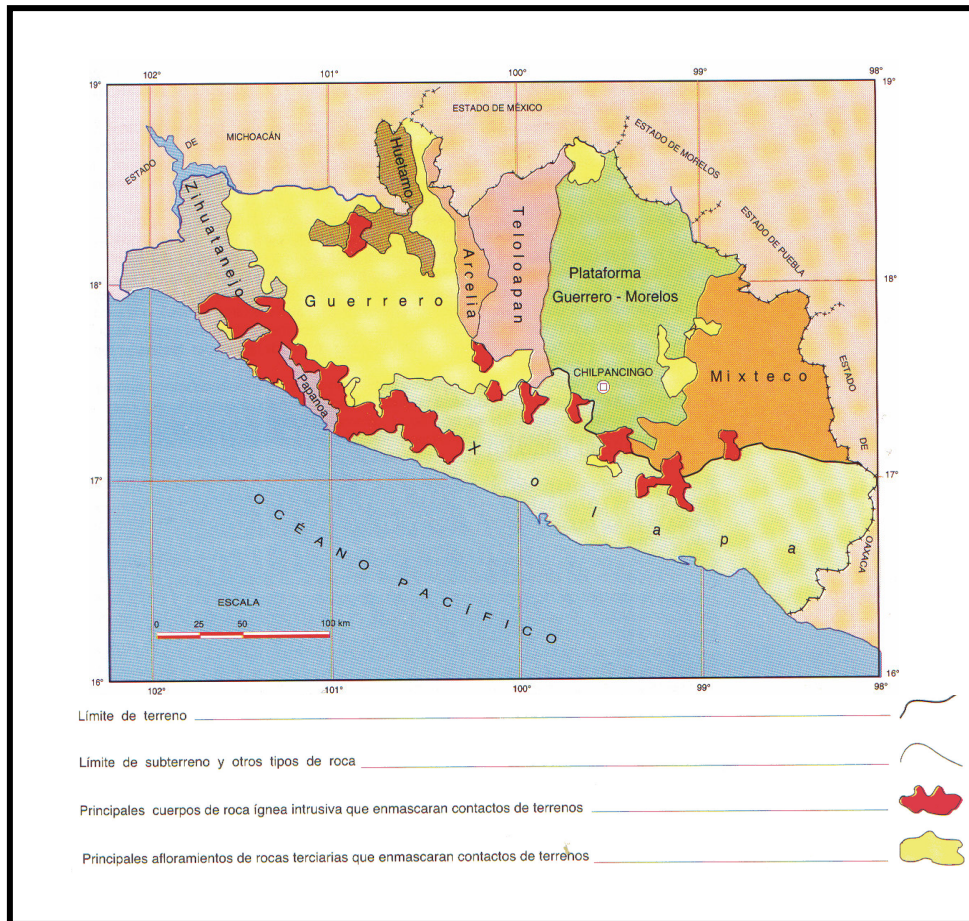 102°
101°
100°
99°
98°
19°
19°
ESTADO DE MÉXICO
ESTADO DE MICHOACÁN
ESTADO DE MORELOS
ESTADO DE PUEBLA
Huetamo
Zihuatanejo
Teloloapan
Arcelia
Guerrero
Plataforma
Guerrero - Morelos
18°
18°
Mixteco
CHILPANCINGO
Papanoa
ESTADO DE OAXACA
Xolapa
17°
17°
OCÉANO PACÍFICO
ESCALA
0 25 50 100 km
16°
16°
102°
101°
100°
99°
98°
Límite de terreno
Límite de subterreno y otros tipos de roca
Principales cuerpos de roca ígnea intrusiva que enmascaran contactos de terrenos
Principales afloramientos de rocas terciarias que enmascaran contactos de terrenos